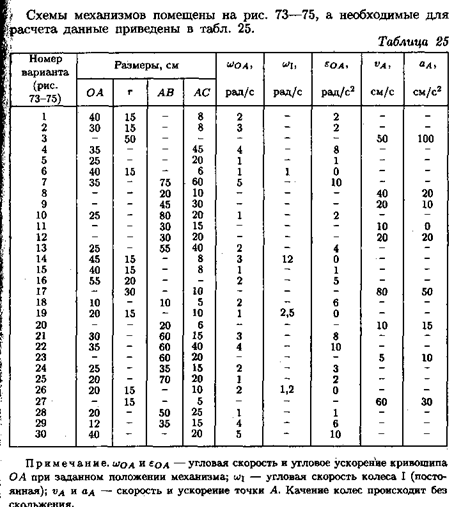 Схемы механизмов помещены на рис. 73—75, а необходимые для
расчета данные приведены в табл. 25.
Таблица 25
Номер варианта (рис. 73–75) Размеры, см ω_OA, рад/с ω_I, рад/с ε_OA, рад/с² v_A, см/с a_A, см/с²
OA r AB AC
1 40 15 – 8 2 – 2 – –
2 30 15 – 8 3 – 2 – –
3 – 50 – – – – – 50 100
4 35 – – 45 4 – 8 – –
5 25 – – 20 1 – 1 – –
6 40 15 – 6 1 1 0 – –
7 35 – 75 60 5 – 10 – –
8 – – 20 10 – – – 40 20
9 – – 45 30 – – – 20 10
10 25 – 80 20 1 – 2 – –
11 – – 30 15 – – – 10 0
12 – – 30 20 – – – 20 20
13 25 – 55 40 2 – 4 – –
14 45 15 – 8 3 12 0 – –
15 40 15 – 8 1 – 1 – –
16 55 20 – – 2 – 5 – –
17 – 30 – 10 – – – 80 50
18 10 – 10 5 2 – 6 – –
19 20 15 – 10 1 2,5 0 – –
20 – – 20 6 – – – 10 15
21 30 – 60 15 3 – 8 – –
22 35 – 60 40 4 – 10 – –
23 – – 60 20 – – – 5 10
24 25 – 35 15 2 – 3 – –
25 20 – 70 20 1 – 2 – –
26 20 15 – 10 2 1,2 0 – –
27 – 15 – 5 – – – 60 30
28 20 – 50 25 1 – 1 – –
29 12 – 35 15 4 – 6 – –
30 40 – – 20 5 – 10 – –
Примечание. ω_OA и ε_OA — угловая скорость и угловое ускорение кривошипа
OA при заданном положении механизма; ω_I — угловая скорость колеса I (постоянная);
v_A и a_A — скорость и ускорение точки A. Качение колес происходит без
скольжения.